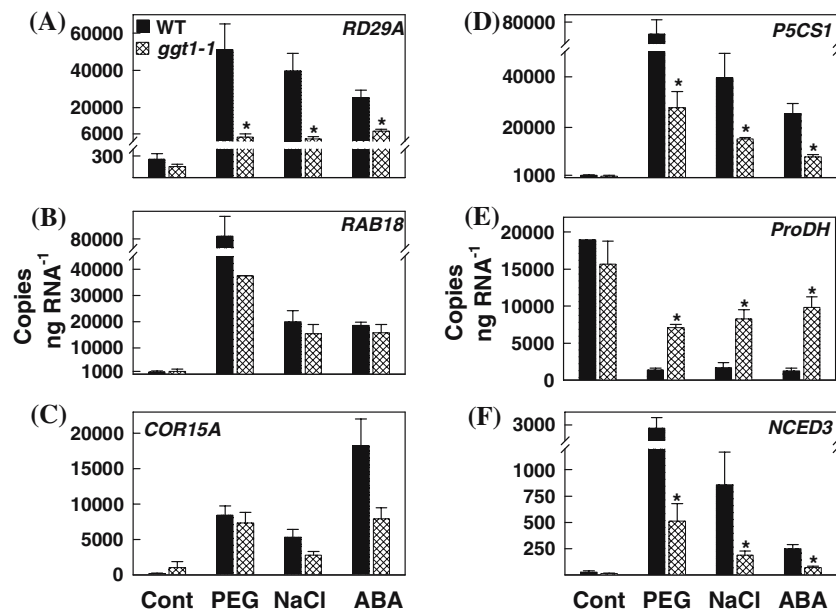 (A)
WT
ggt1-1
RD29A
60000
40000
20000
6000
300
*
*
*
(B)
RAB18
80000
40000
30000
20000
10000
1000
(C)
COR15A
20000
15000
10000
5000
0
Copies
ng RNA-1
Cont PEG NaCl ABA
(D)
P5CS1
80000
40000
20000
1000
*
*
*
(E)
ProDH
20000
15000
10000
5000
0
*
*
*
(F)
NCED3
3000
1000
750
500
250
*
*
*
Copies
ng RNA-1
Cont PEG NaCl ABA